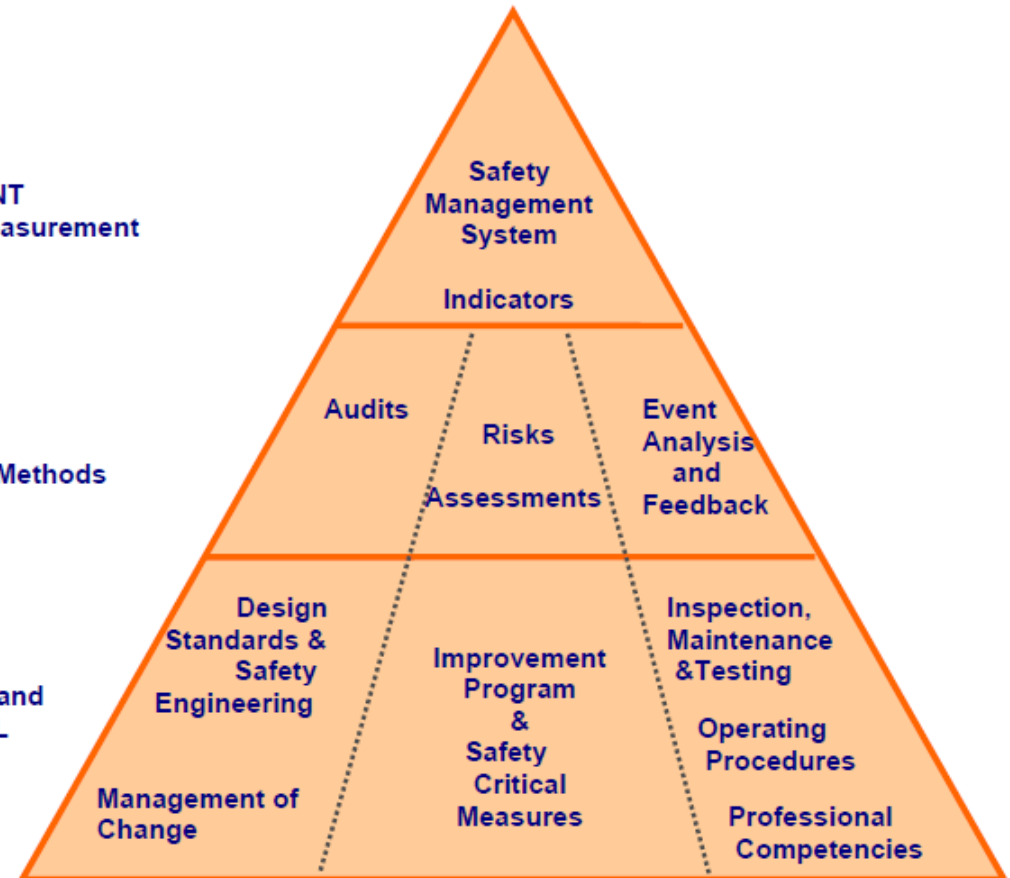 Safety
Management
System
Indicators
NT
asurement
Audits
Risks
Assessments
Event
Analysis
and
Feedback
Methods
Design
Standards &
Safety
Engineering
Management of
Change
Improvement
Program
&
Safety
Critical
Measures
Inspection,
Maintenance
&Testing
Operating
Procedures
Professional
Competencies
and